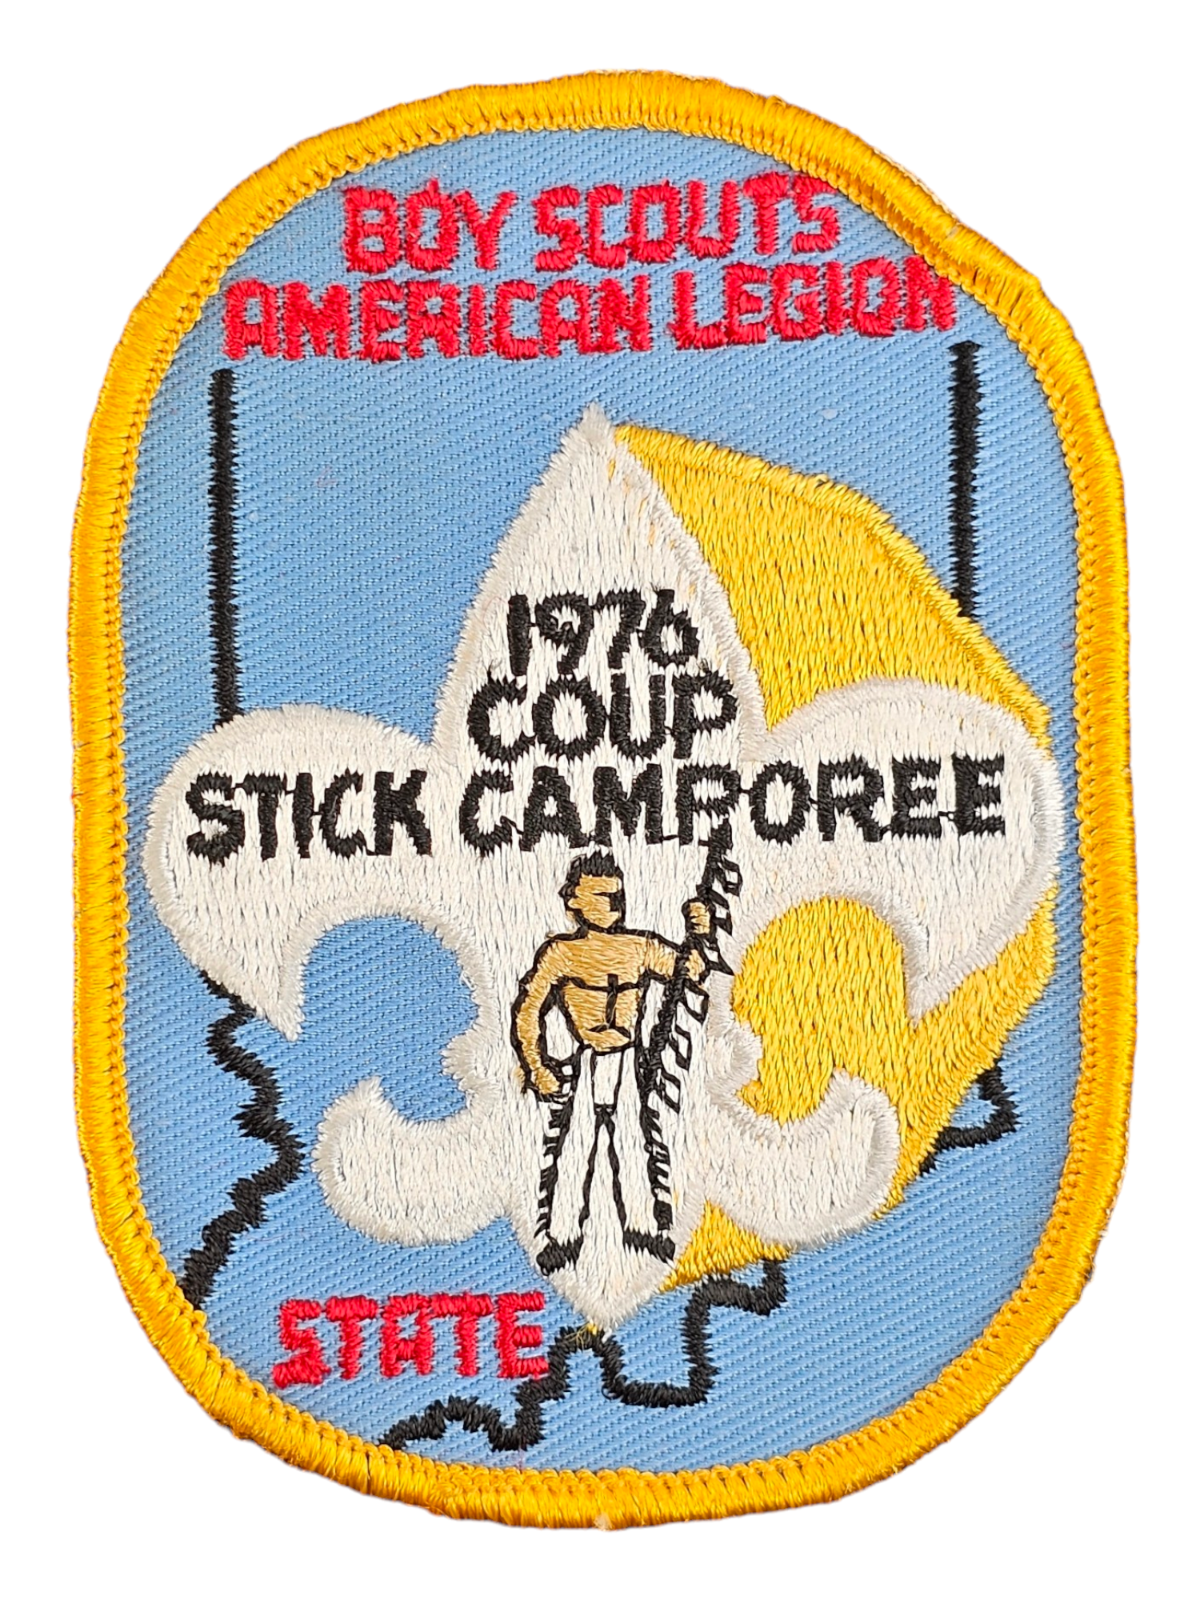 BOY SCOUTS
AMERICAN LEGION
1976
COUP
STICK CAMPOREE
STATE